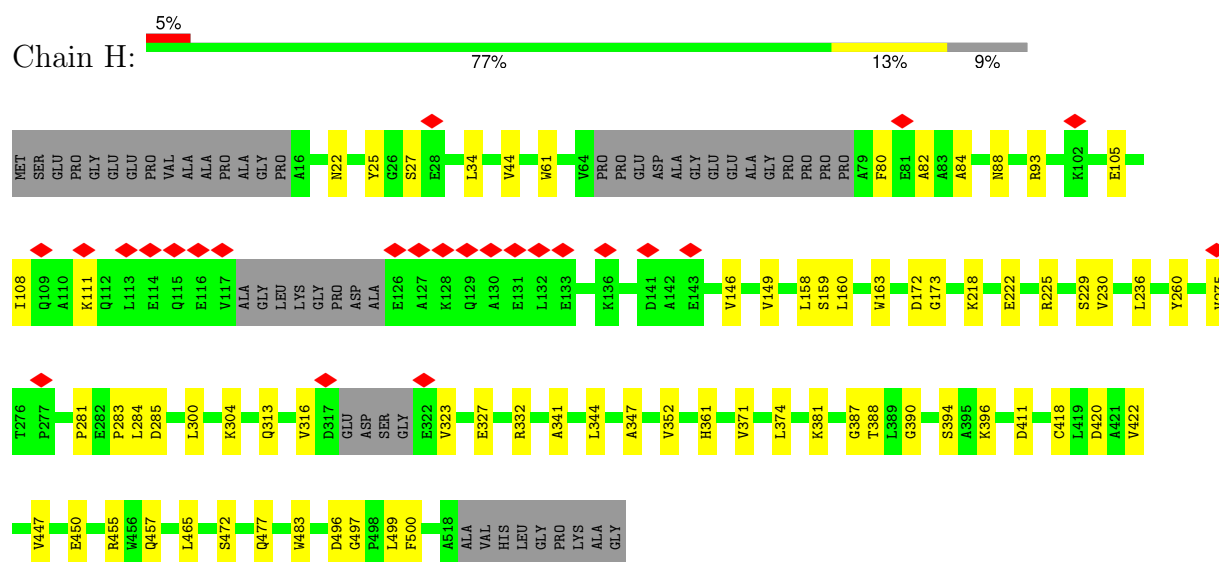 5%
Chain H:
77% 13% 9%
MET SER GLU PRO GLY GLU GLU PRO VAL ALA ALA PRO ALA GLY PRO A16 N22 Y25 G26 S27 E28 L34 V44 W61 V64 PRO PRO GLU ASP ALA GLY GLU GLU ALA GLY PRO PRO PRO PRO A79 F80 E81 A82 A83 A84 N88 R93 K102 E105
I108 Q109 A110 K111 Q112 L113 E114 Q115 E116 V117 ALA GLY LEU LYS GLY PRO ASP ALA E126 A127 K128 Q129 A130 E131 L132 E133 K136 D141 A142 E143 V146 V149 L158 S159 L160 W163 D172 G173 K218 E222 R225 S229 V230 L236 Y260
T276 P277 P281 E282 P283 L284 D285 L300 K304 Q313 V316 D317 GLU ASP SER GLY E322 V323 E327 R332 A341 L344 A347 V352 H361 V371 L374 K381 G387 T388 L389 G390 S394 A395 K396 D411 C418 L419 D420 A421 V422
V447 E450 R455 W456 Q457 L465 S472 Q477 W483 D496 G497 P498 L499 F500 A518 ALA VAL HIS LEU GLY PRO LYS ALA GLY